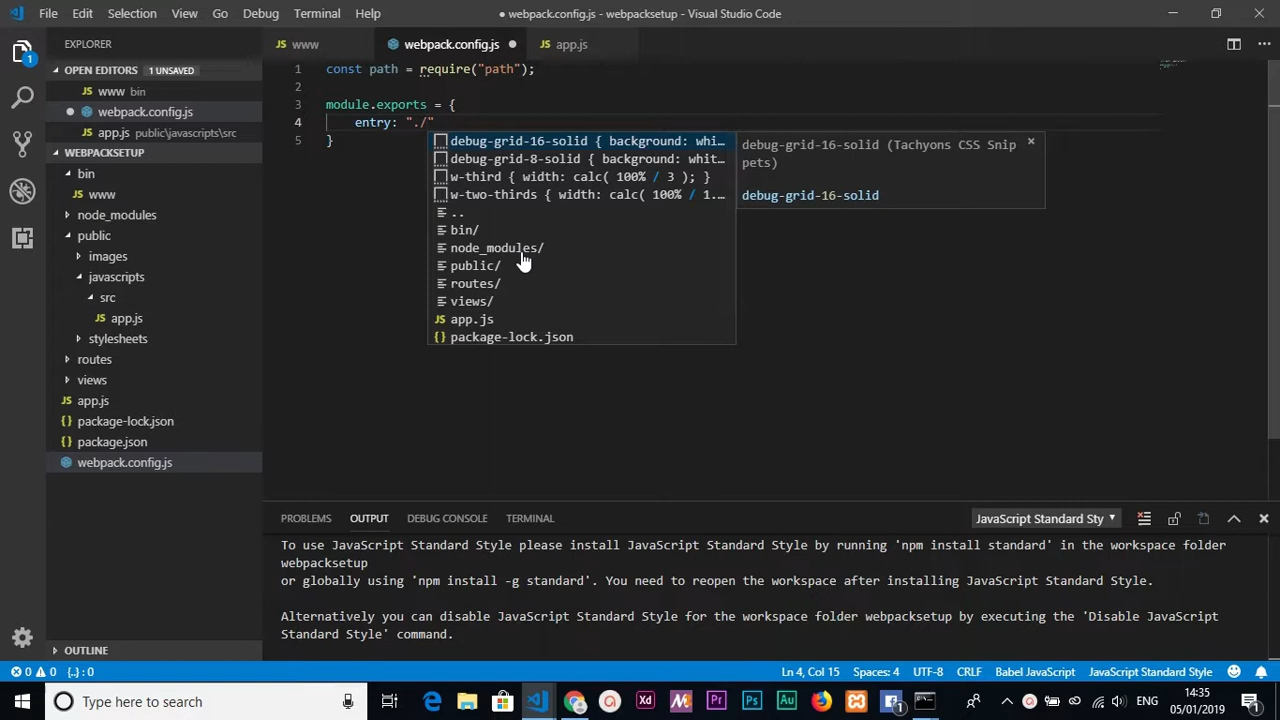 File Edit Selection View Go Debug Terminal Help
● webpack.config.js - webpacksetup - Visual Studio Code
EXPLORER
www
webpack.config.js ●
app.js
OPEN EDITORS 1 UNSAVED
www bin
● webpack.config.js
app.js public\javascripts\src
WEBPACKSETUP
bin
www
node_modules
public
images
javascripts
src
app.js
stylesheets
routes
views
app.js
{} package-lock.json
{} package.json
webpack.config.js
OUTLINE
1 const path = require("path");
2
3 module.exports = {
4 entry: "./"
5 }
debug-grid-16-solid { background: whi...
debug-grid-8-solid { background: whit...
w-third { width: calc( 100% / 3 ); }
w-two-thirds { width: calc( 100% / 1....
..
bin/
node_modules/
public/
routes/
views/
JS app.js
{} package-lock.json
debug-grid-16-solid (Tachyons CSS Snip
pets)
debug-grid-16-solid
PROBLEMS OUTPUT DEBUG CONSOLE TERMINAL
JavaScript Standard Sty
To use JavaScript Standard Style please install JavaScript Standard Style by running 'npm install standard' in the workspace folder
webpacksetup
or globally using 'npm install -g standard'. You need to reopen the workspace after installing JavaScript Standard Style.
Alternatively you can disable JavaScript Standard Style for the workspace folder webpacksetup by executing the 'Disable JavaScript
Standard Style' command.
0 0 {..} : 0
Ln 4, Col 15 Spaces: 4 UTF-8 CRLF Babel JavaScript JavaScript Standard Style 1
Type here to search
Xd
Pr
Ps
Au
1
ENG
14:35
05/01/2019
1